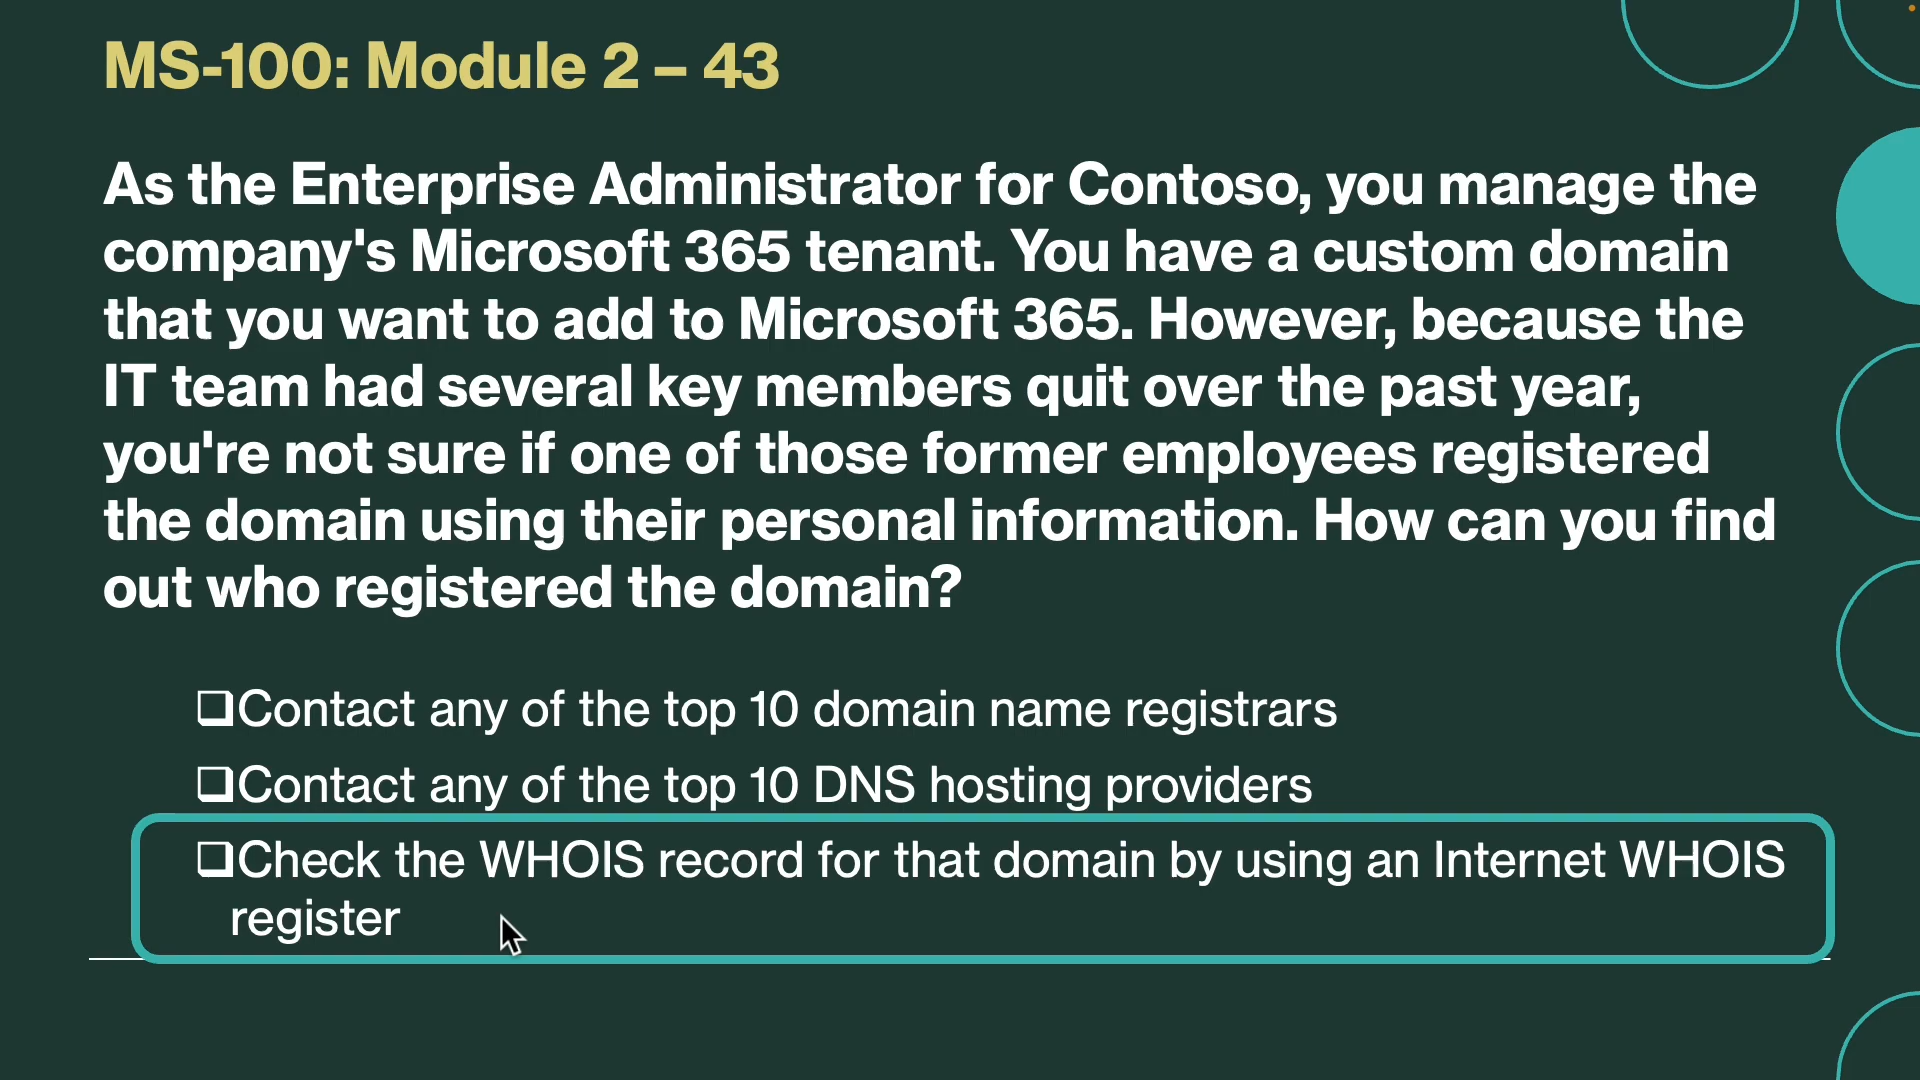 MS-100: Module 2 – 43
As the Enterprise Administrator for Contoso, you manage the
company's Microsoft 365 tenant. You have a custom domain
that you want to add to Microsoft 365. However, because the
IT team had several key members quit over the past year,
you're not sure if one of those former employees registered
the domain using their personal information. How can you find
out who registered the domain?
❑Contact any of the top 10 domain name registrars
❑Contact any of the top 10 DNS hosting providers
❑Check the WHOIS record for that domain by using an Internet WHOIS
register